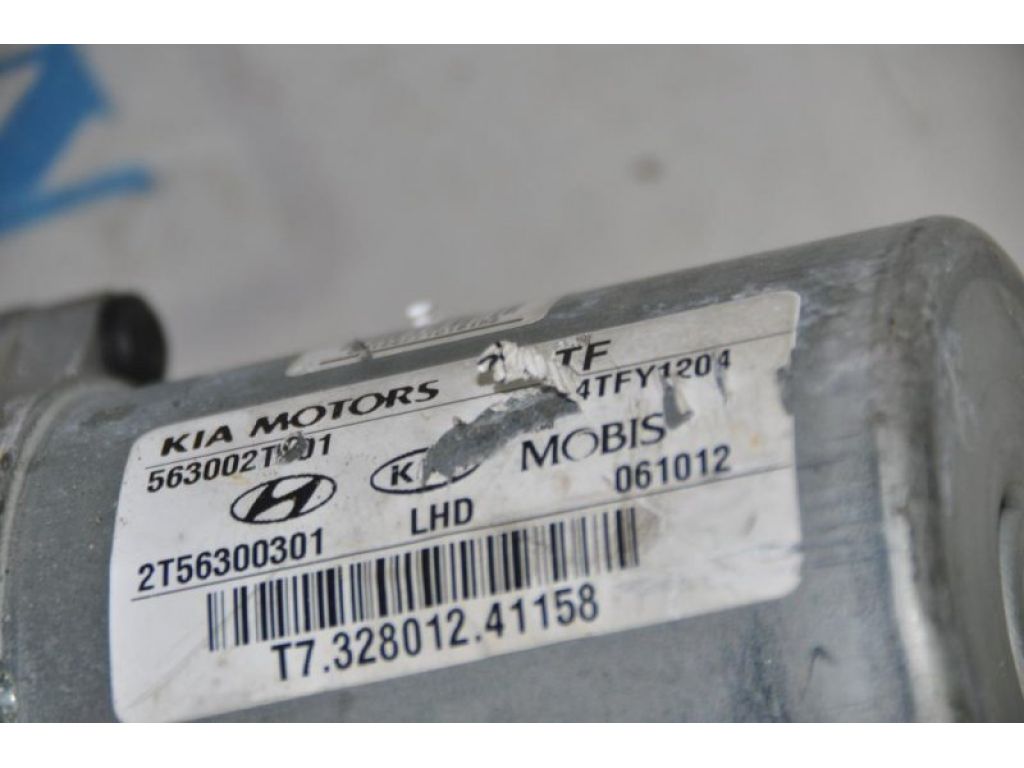 KIA MOTORS TF
4TFY1204
MOBIS
LHD 061012
2T56300301
T7.328012.41158